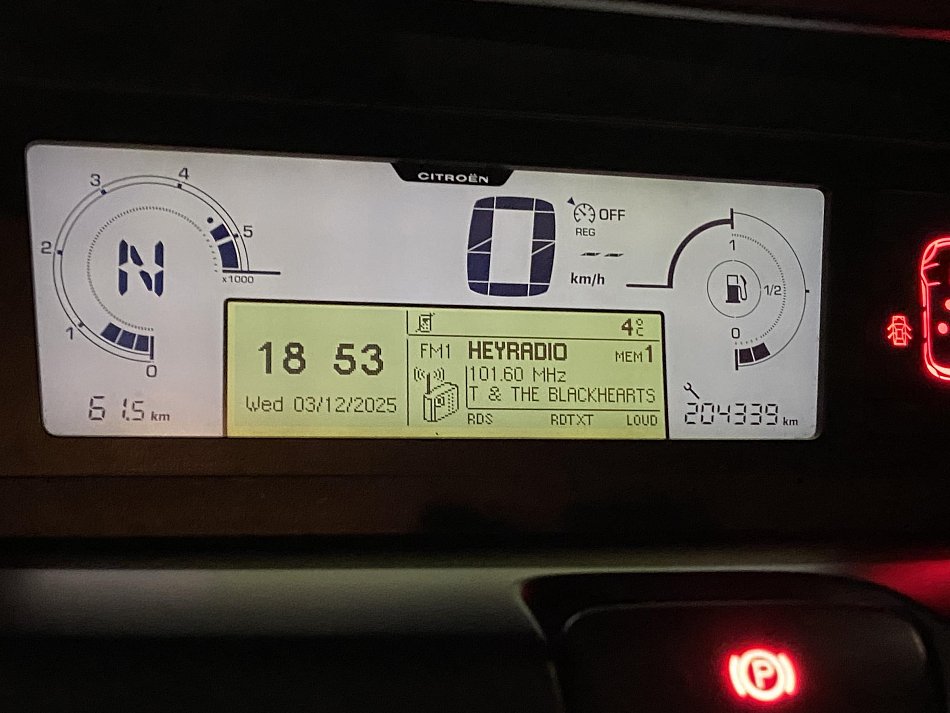 CITROËN
3 4
2 5
x1000
1
0
N
61.5 km
0
OFF
REG
-- 
km/h
1
1/2
0
204339 km
18 53
Wed 03/12/2025
4°C
FM1 HEYRADIO MEM1
101.60 MHz
T & THE BLACKHEARTS
RDS RDTXT LOUD
P